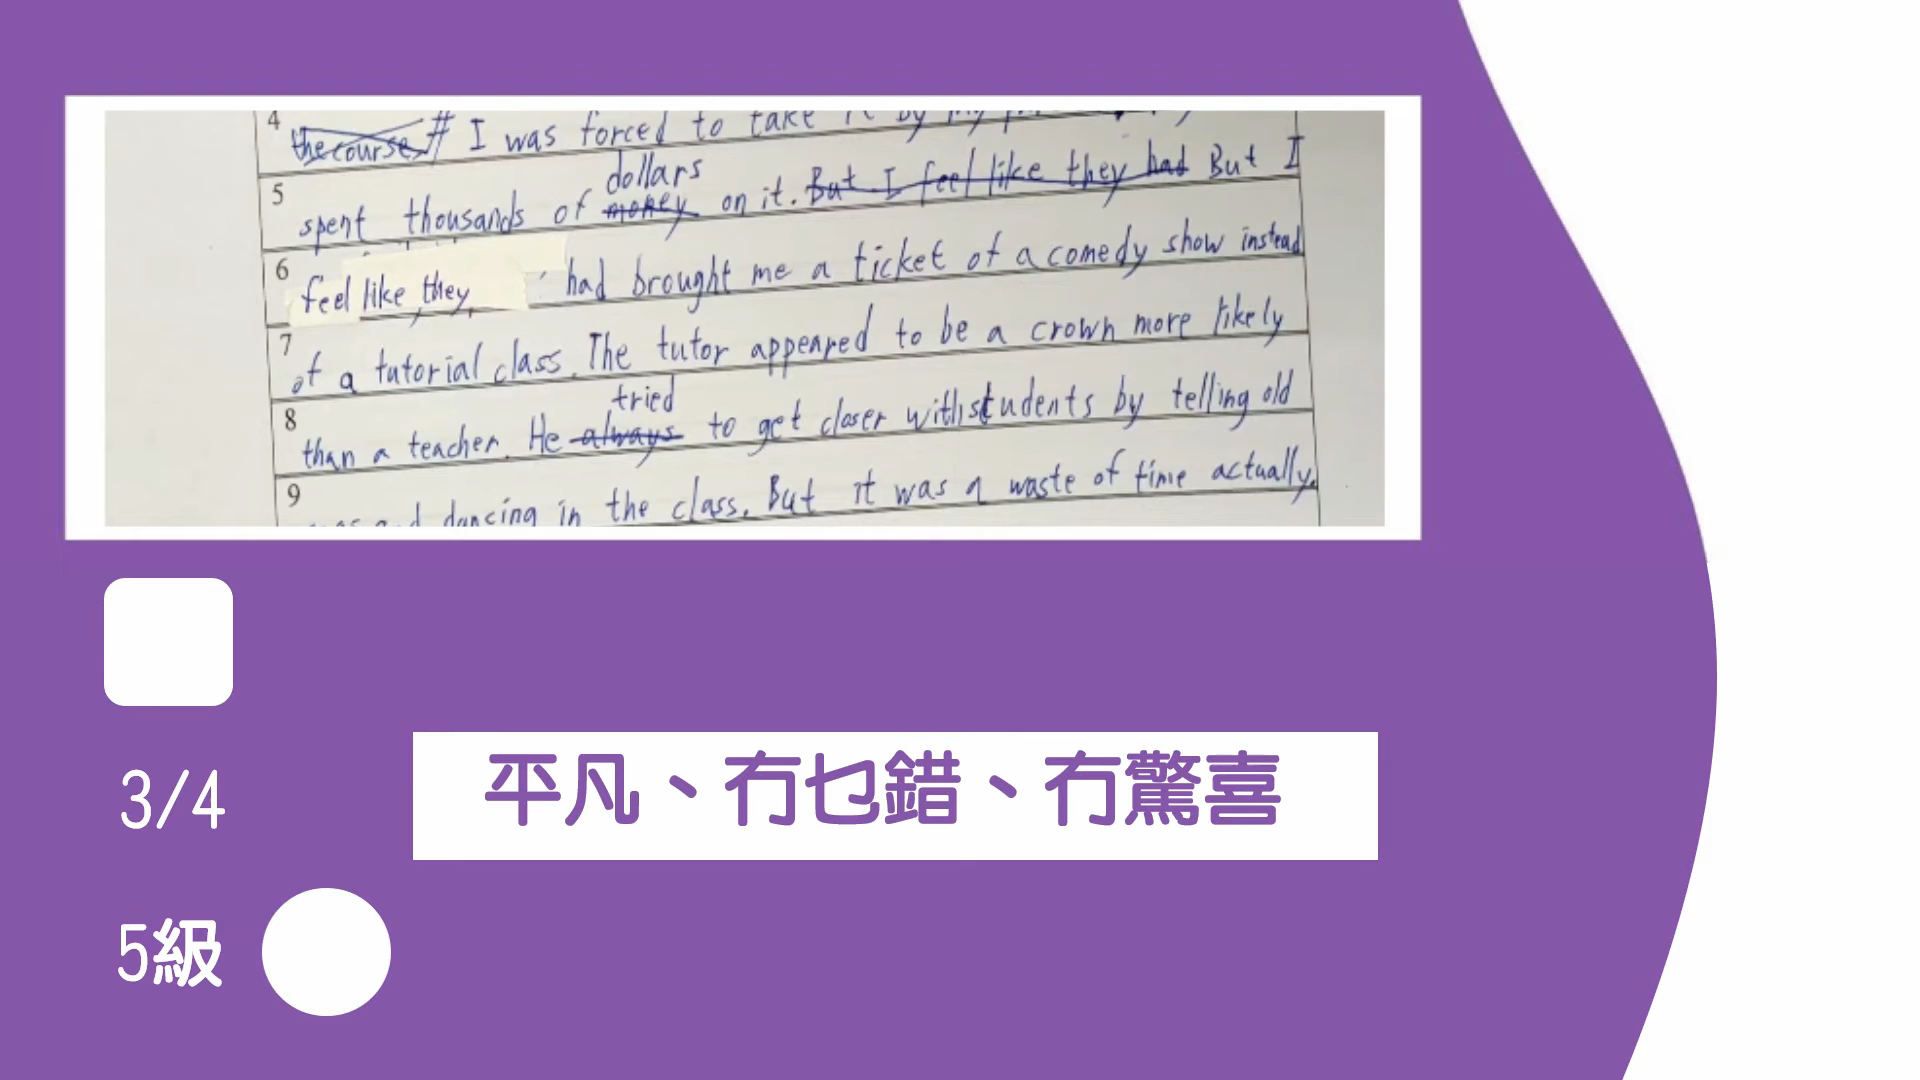 4 the course # I was forced to take it by my
dollars
5 spent thousands of money on it. But I feel like they had But I
6 feel like they had brought me a ticket of a comedy show instead
7 of a tutorial class. The tutor appeared to be a crown more likely
tried
8 than a teacher. He always to get closer with students by telling old
9 and dancing in the class. But it was a waste of time actually.
3/4
平凡、冇乜錯、冇驚喜
5級